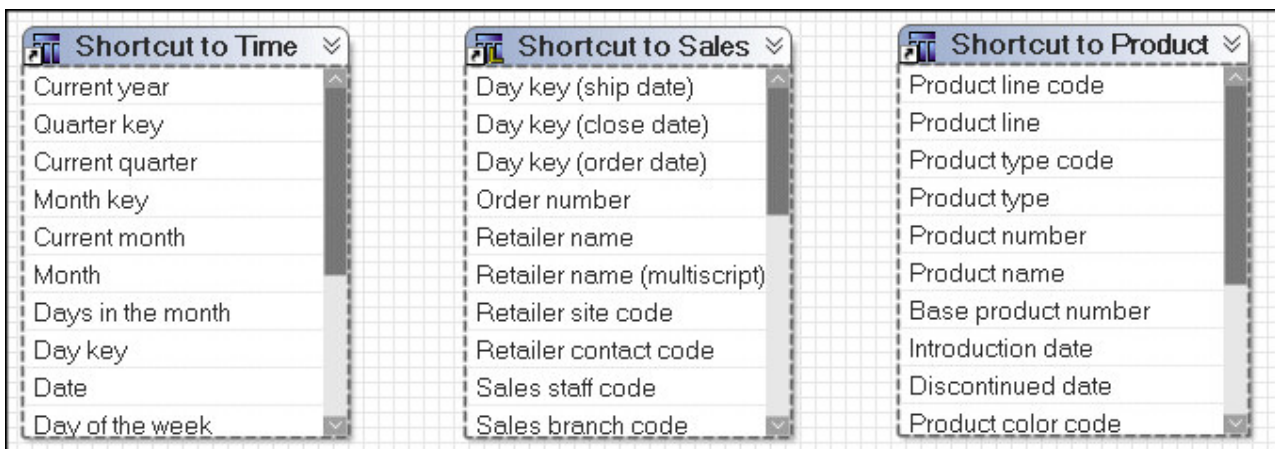 Shortcut to Time
Current year
Quarter key
Current quarter
Month key
Current month
Month
Days in the month
Day key
Date
Day of the week
Shortcut to Sales
Day key (ship date)
Day key (close date)
Day key (order date)
Order number
Retailer name
Retailer name (multiscript)
Retailer site code
Retailer contact code
Sales staff code
Sales branch code
Shortcut to Product
Product line code
Product line
Product type code
Product type
Product number
Product name
Base product number
Introduction date
Discontinued date
Product color code